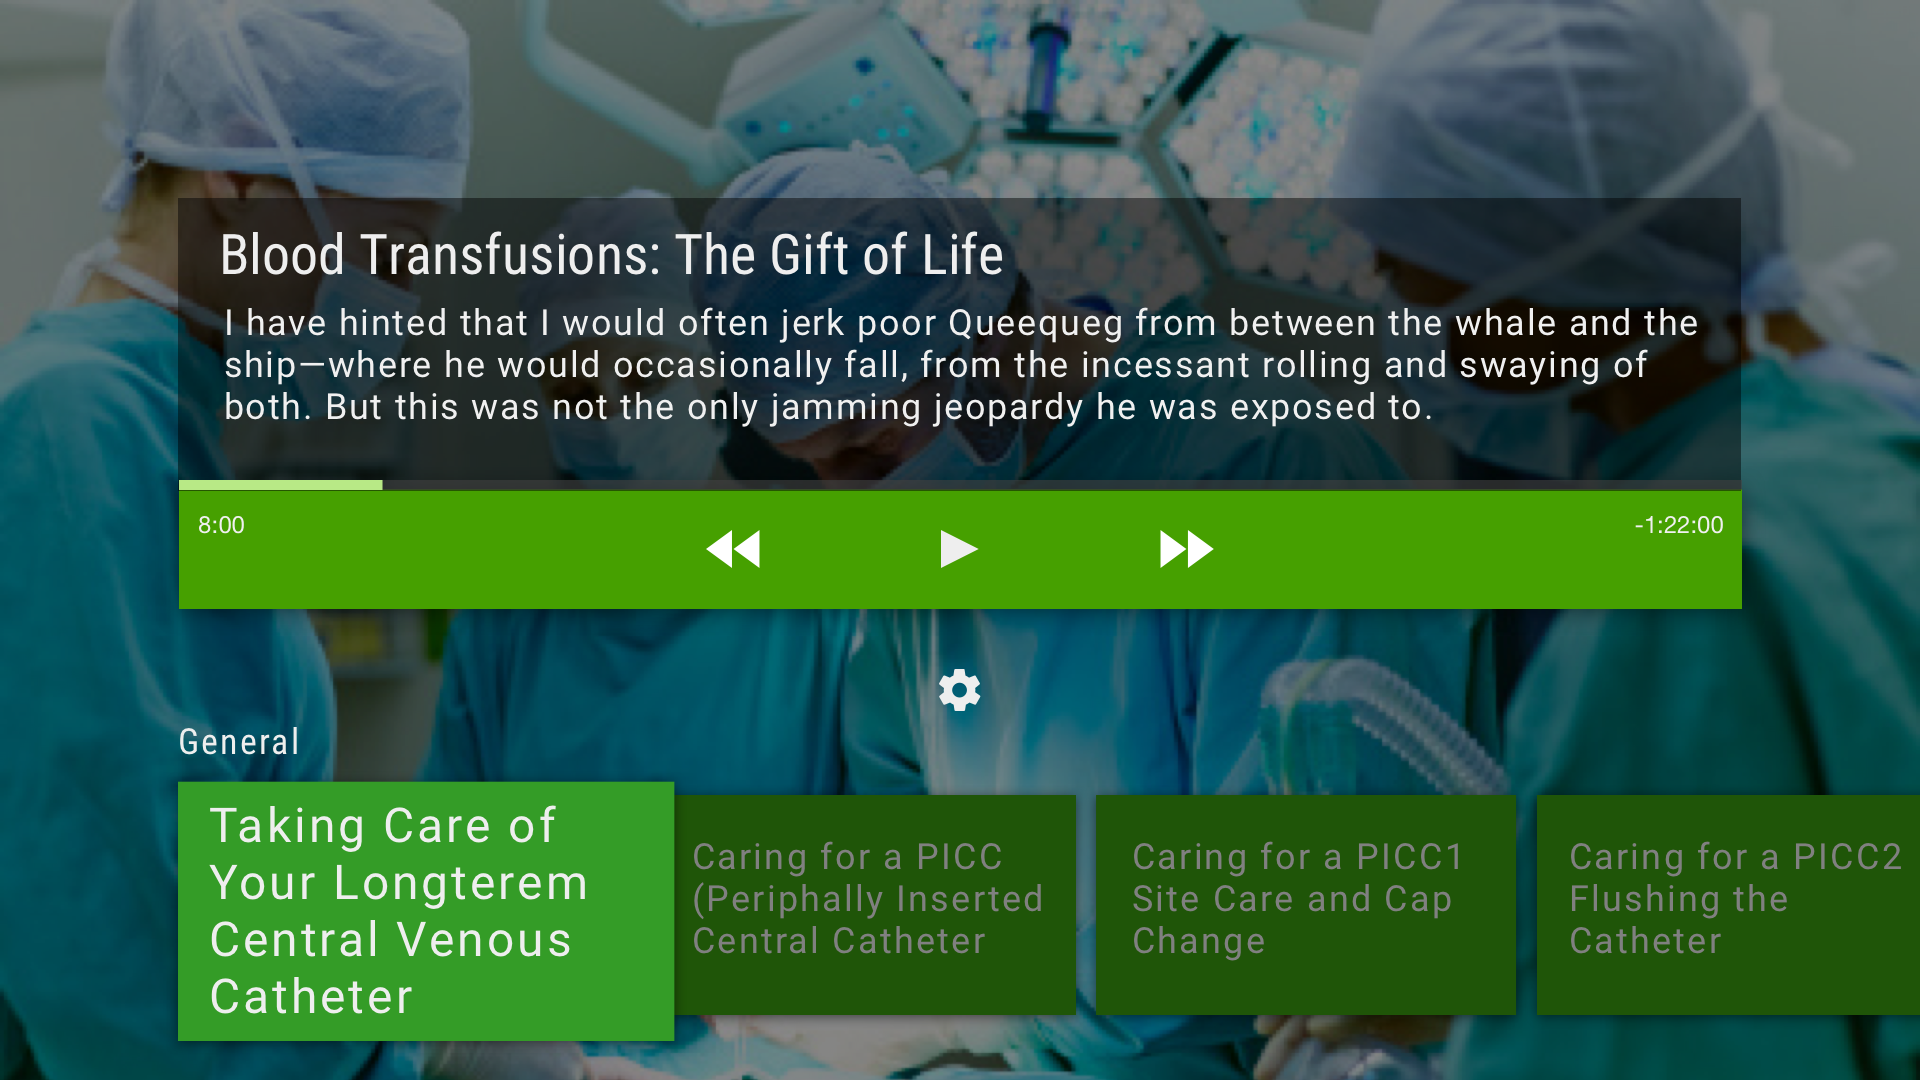 Blood Transfusions: The Gift of Life
I have hinted that I would often jerk poor Queequeg from between the whale and the
ship—where he would occasionally fall, from the incessant rolling and swaying of
both. But this was not the only jamming jeopardy he was exposed to.
8:00
-1:22:00
General
Taking Care of
Your Longterem
Central Venous
Catheter
Caring for a PICC
(Periphally Inserted
Central Catheter
Caring for a PICC1
Site Care and Cap
Change
Caring for a PICC2
Flushing the
Catheter